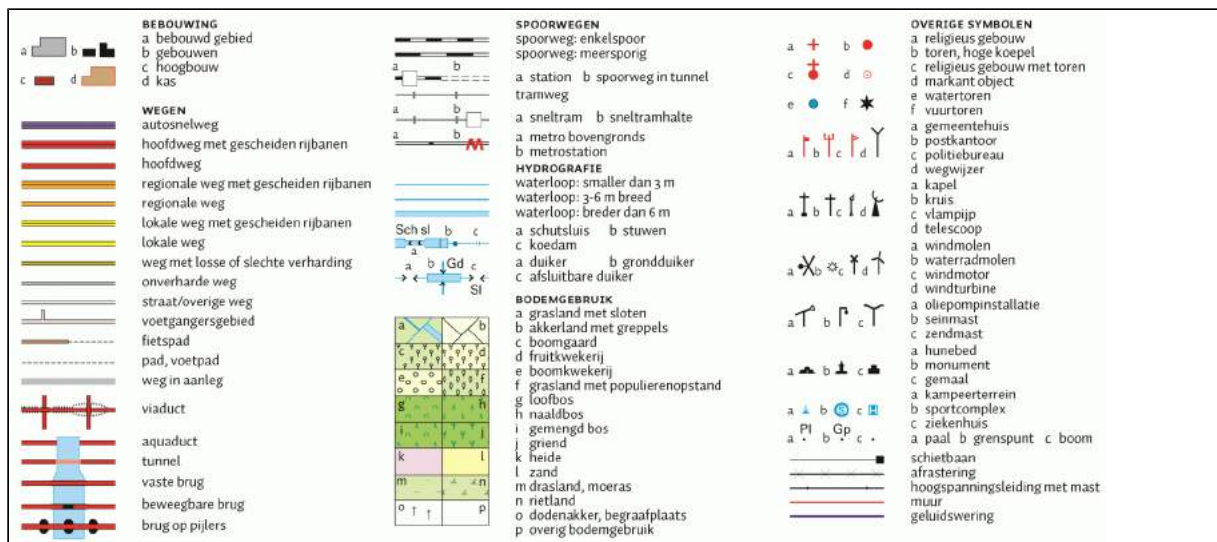 BEBOUWING
a bebouwd gebied
b gebouwen
c hoogbouw
d kas
a
b
c
d
WEGEN
autosnelweg
hoofdweg met gescheiden rijbanen
hoofdweg
regionale weg met gescheiden rijbanen
regionale weg
lokale weg met gescheiden rijbanen
lokale weg
weg met losse of slechte verharding
onverharde weg
straat/overige weg
voetgangersgebied
fietspad
pad, voetpad
weg in aanleg
viaduct
aquaduct
tunnel
vaste brug
beweegbare brug
brug op pijlers
SPOORWEGEN
spoorweg: enkelspoor
spoorweg: meersporig
a b
a station b spoorweg in tunnel
tramweg
a b
a sneltram b sneltramhalte
a b
a metro bovengronds
b metrostation
HYDROGRAFIE
waterloop: smaller dan 3 m
waterloop: 3-6 m breed
waterloop: breder dan 6 m
Sch sl b c
a
a schutsluis b stuwen
c koedam
a b Gd c
Sl
a duiker b grondduiker
c afsluitbare duiker
BODEMGEBRUIK
a grasland met sloten
b akkerland met greppels
c boomgaard
d fruitkwekerij
e boomkwekerij
f grasland met populierenopstand
g loofbos
h naaldbos
i gemengd bos
j griend
k heide
l zand
m drasland, moeras
n rietland
o dodenakker, begraafplaats
p overig bodemgebruik
a b
c d
e f
g h
i j
k l
m n
o p
OVERIGE SYMBOLEN
a religieus gebouw
b toren, hoge koepel
c religieus gebouw met toren
d markant object
e watertoren
f vuurtoren
a b
c d
e f
a gemeentehuis
b postkantoor
c politiebureau
d wegwijzer
a b c d
a kapel
b kruis
c vlampijp
d telescoop
a b c d
a windmolen
b waterradmolen
c windmotor
d windturbine
a b c d
a oliepompinstallatie
b seinmast
c zendmast
a b c
a hunebed
b monument
c gemaal
a b c
a kampeerterrein
b sportcomplex
c ziekenhuis
a b c H
Pl Gp
a b c
a paal b grenspunt c boom
schietbaan
afrastering
hoogspanningsleiding met mast
muur
geluidswering